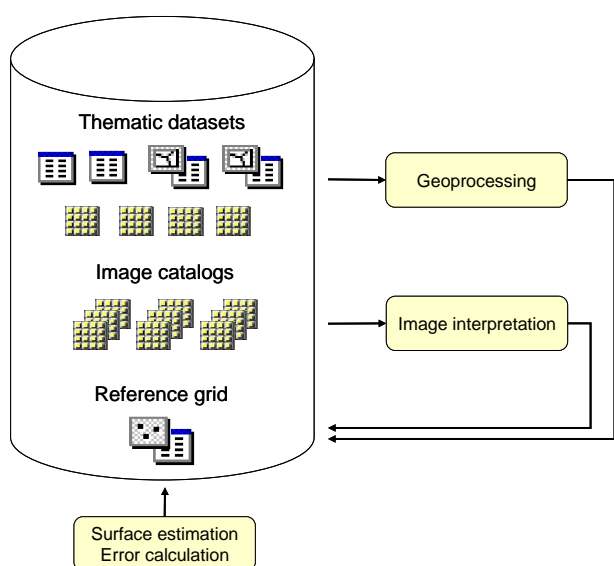 Thematic datasets
Geoprocessing
Image catalogs
Image interpretation
Reference grid
Surface estimation
Error calculation